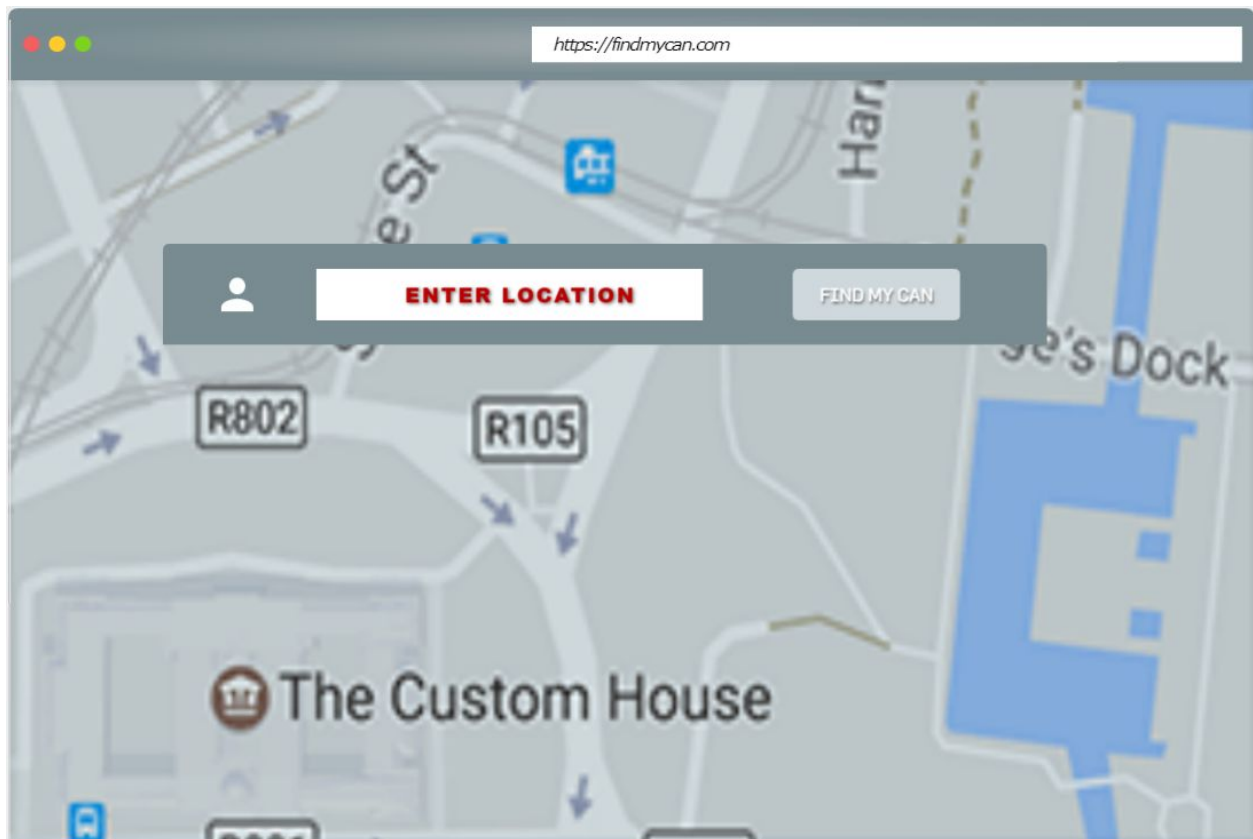 https://findmycan.com
Har
St
ENTER LOCATION
FIND MY CAN
's Dock
R802
R105
The Custom House